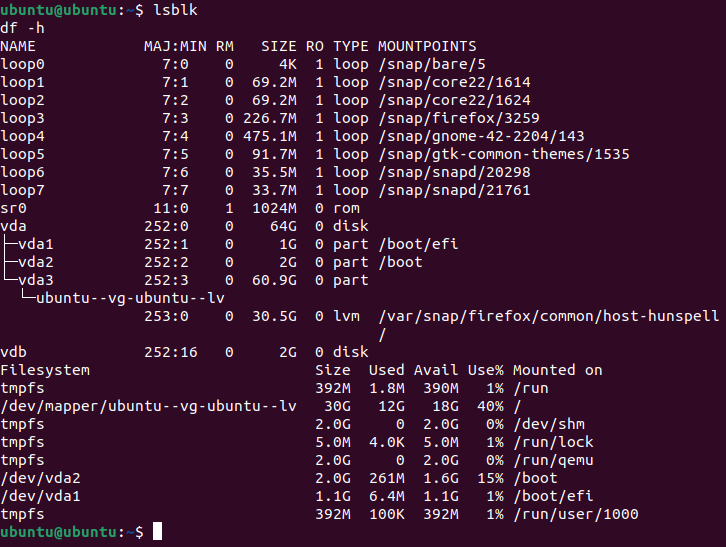 ubuntu@ubuntu:~$ lsblk
df -h
NAME                      MAJ:MIN RM   SIZE RO TYPE MOUNTPOINTS
loop0                       7:0    0     4K  1 loop /snap/bare/5
loop1                       7:1    0  69.2M  1 loop /snap/core22/1614
loop2                       7:2    0  69.2M  1 loop /snap/core22/1624
loop3                       7:3    0 226.7M  1 loop /snap/firefox/3259
loop4                       7:4    0 475.1M  1 loop /snap/gnome-42-2204/143
loop5                       7:5    0  91.7M  1 loop /snap/gtk-common-themes/1535
loop6                       7:6    0  35.5M  1 loop /snap/snapd/20298
loop7                       7:7    0  33.7M  1 loop /snap/snapd/21761
sr0                        11:0    1  1024M  0 rom
vda                       252:0    0    64G  0 disk
├─vda1                    252:1    0     1G  0 part /boot/efi
├─vda2                    252:2    0     2G  0 part /boot
└─vda3                    252:3    0  60.9G  0 part
  └─ubuntu--vg-ubuntu--lv
                          253:0    0  30.5G  0 lvm  /var/snap/firefox/common/host-hunspell
                                                    /
vdb                       252:16   0     2G  0 disk
Filesystem                         Size  Used Avail Use% Mounted on
tmpfs                              392M  1.8M  390M   1% /run
/dev/mapper/ubuntu--vg-ubuntu--lv   30G   12G   18G  40% /
tmpfs                              2.0G     0  2.0G   0% /dev/shm
tmpfs                              5.0M  4.0K  5.0M   1% /run/lock
tmpfs                              2.0G     0  2.0G   0% /run/qemu
/dev/vda2                          2.0G  261M  1.6G  15% /boot
/dev/vda1                          1.1G  6.4M  1.1G   1% /boot/efi
tmpfs                              392M  100K  392M   1% /run/user/1000
ubuntu@ubuntu:~$